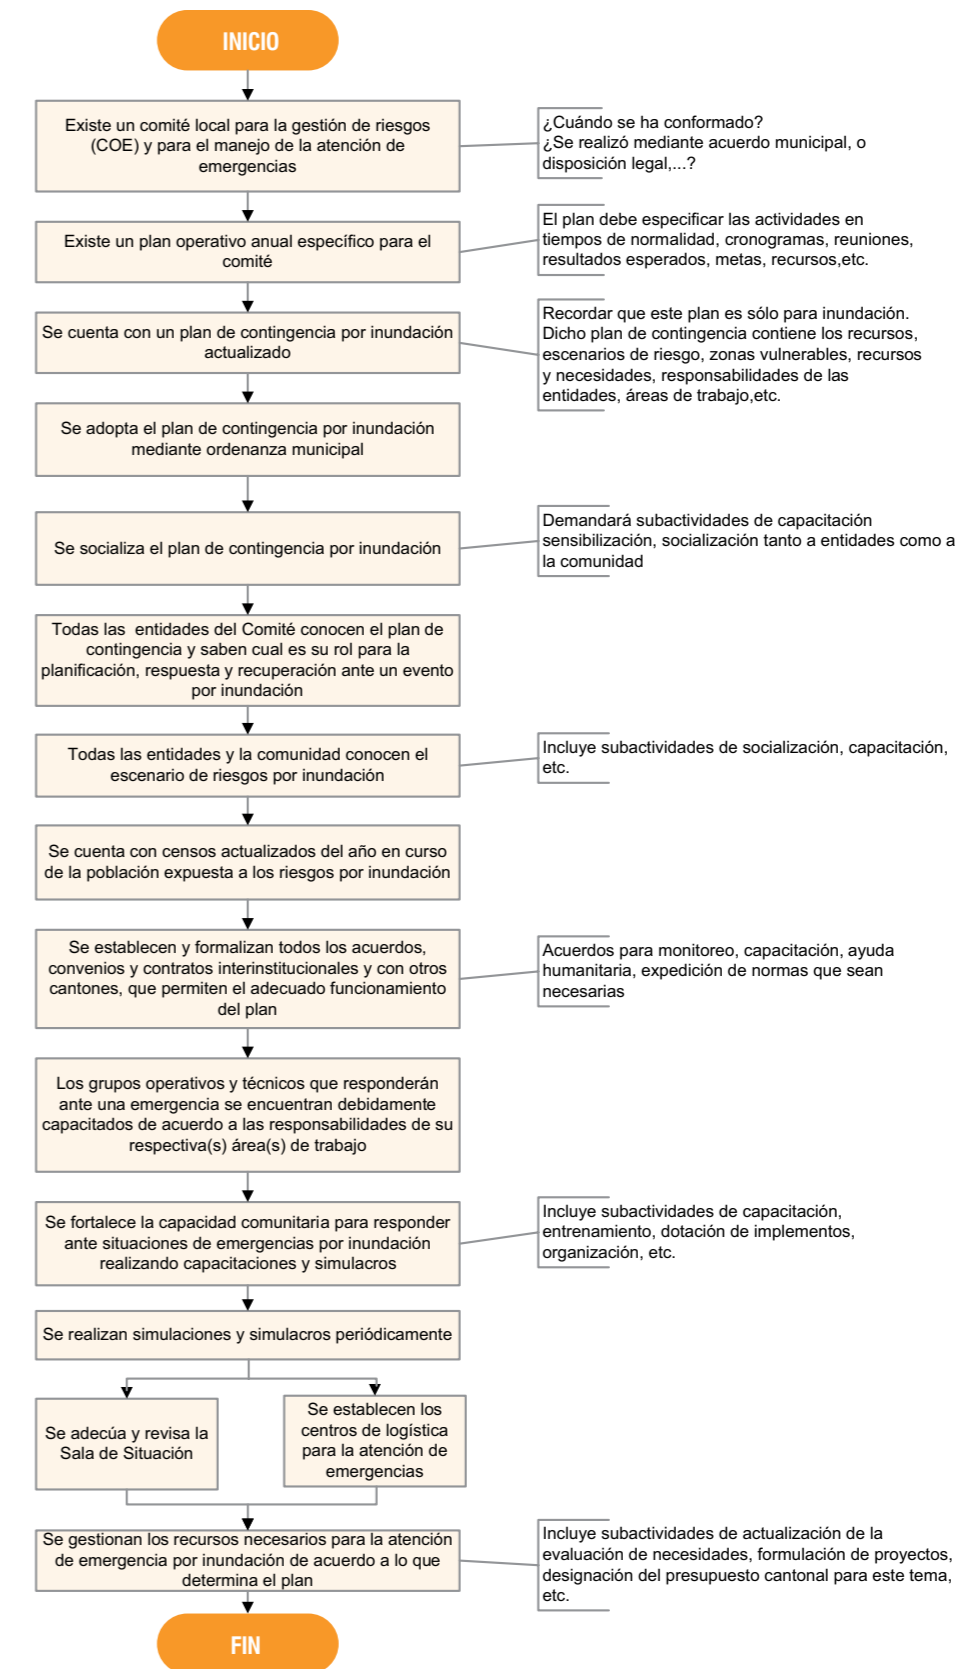 INICIO
Existe un comité local para la gestión de riesgos
(COE) y para el manejo de la atención de
emergencias
¿Cuándo se ha conformado?
¿Se realizó mediante acuerdo municipal, o
disposición legal,...?
Existe un plan operativo anual específico para el
comité
El plan debe especificar las actividades en
tiempos de normalidad, cronogramas, reuniones,
resultados esperados, metas, recursos,etc.
Se cuenta con un plan de contingencia por inundación
actualizado
Recordar que este plan es sólo para inundación.
Dicho plan de contingencia contiene los recursos,
escenarios de riesgo, zonas vulnerables, recursos
y necesidades, responsabilidades de las
entidades, áreas de trabajo,etc.
Se adopta el plan de contingencia por inundación
mediante ordenanza municipal
Se socializa el plan de contingencia por inundación
Demandará subactividades de capacitación
sensibilización, socialización tanto a entidades como a
la comunidad
Todas las entidades del Comité conocen el plan de
contingencia y saben cual es su rol para la
planificación, respuesta y recuperación ante un evento
por inundación
Todas las entidades y la comunidad conocen el
escenario de riesgos por inundación
Incluye subactividades de socialización, capacitación,
etc.
Se cuenta con censos actualizados del año en curso
de la población expuesta a los riesgos por inundación
Se establecen y formalizan todos los acuerdos,
convenios y contratos interinstitucionales y con otros
cantones, que permiten el adecuado funcionamiento
del plan
Acuerdos para monitoreo, capacitación, ayuda
humanitaria, expedición de normas que sean
necesarias
Los grupos operativos y técnicos que responderán
ante una emergencia se encuentran debidamente
capacitados de acuerdo a las responsabilidades de su
respectiva(s) área(s) de trabajo
Se fortalece la capacidad comunitaria para responder
ante situaciones de emergencias por inundación
realizando capacitaciones y simulacros
Incluye subactividades de capacitación,
entrenamiento, dotación de implementos,
organización, etc.
Se realizan simulaciones y simulacros periódicamente
Se adecúa y revisa la
Sala de Situación
Se establecen los
centros de logística
para la atención de
emergencias
Se gestionan los recursos necesarios para la atención
de emergencia por inundación de acuerdo a lo que
determina el plan
Incluye subactividades de actualización de la
evaluación de necesidades, formulación de proyectos,
designación del presupuesto cantonal para este tema,
etc.
FIN